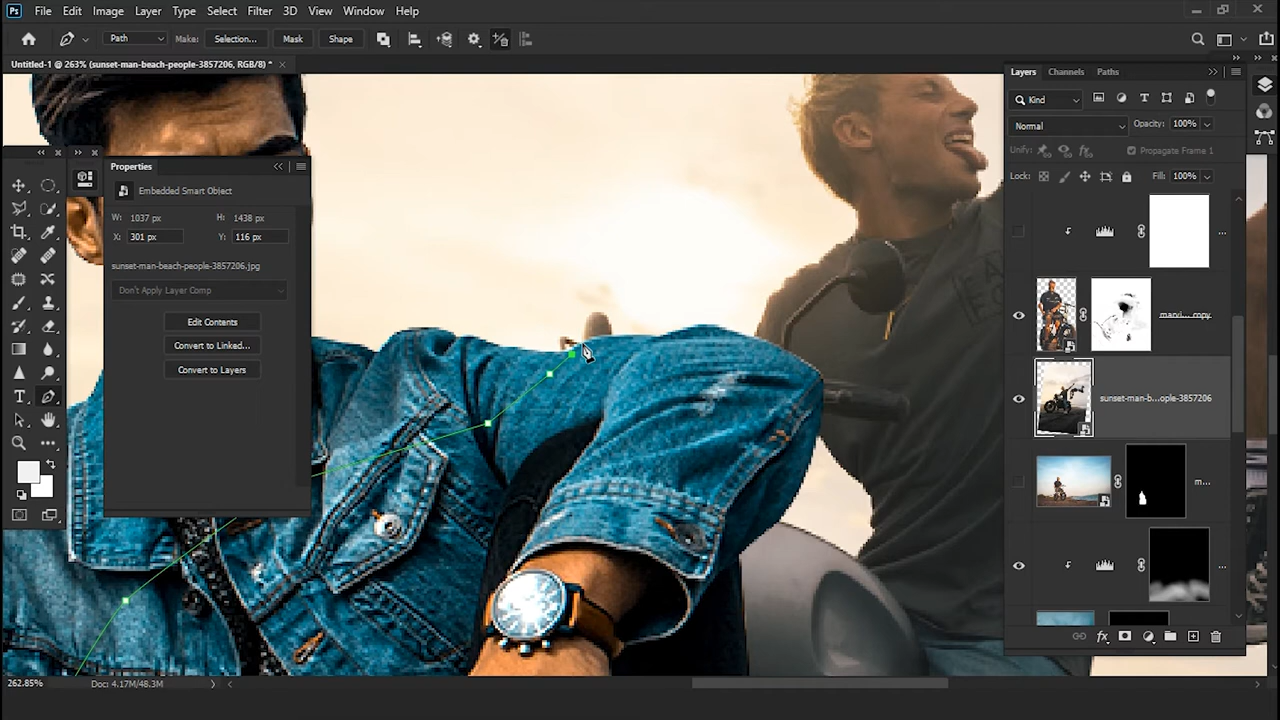 Ps File Edit Image Layer Type Select Filter 3D View Window Help
Path Make: Selection... Mask Shape
Untitled-1 @ 263% (sunset-man-beach-people-3857206, RGB/8) * ×
Properties
Embedded Smart Object
W: 1037 px H: 1438 px
X: 301 px Y: 116 px
sunset-man-beach-people-3857206.jpg
Don't Apply Layer Comp
Edit Contents
Convert to Linked...
Convert to Layers
Layers Channels Paths
Kind
Normal Opacity: 100%
Unify: Propagate Frame 1
Lock: Fill: 100%
...
marvi... copy
sunset-man-b...ople-3857206
m...
...
fx
262.85% Doc: 4.17M/48.3M